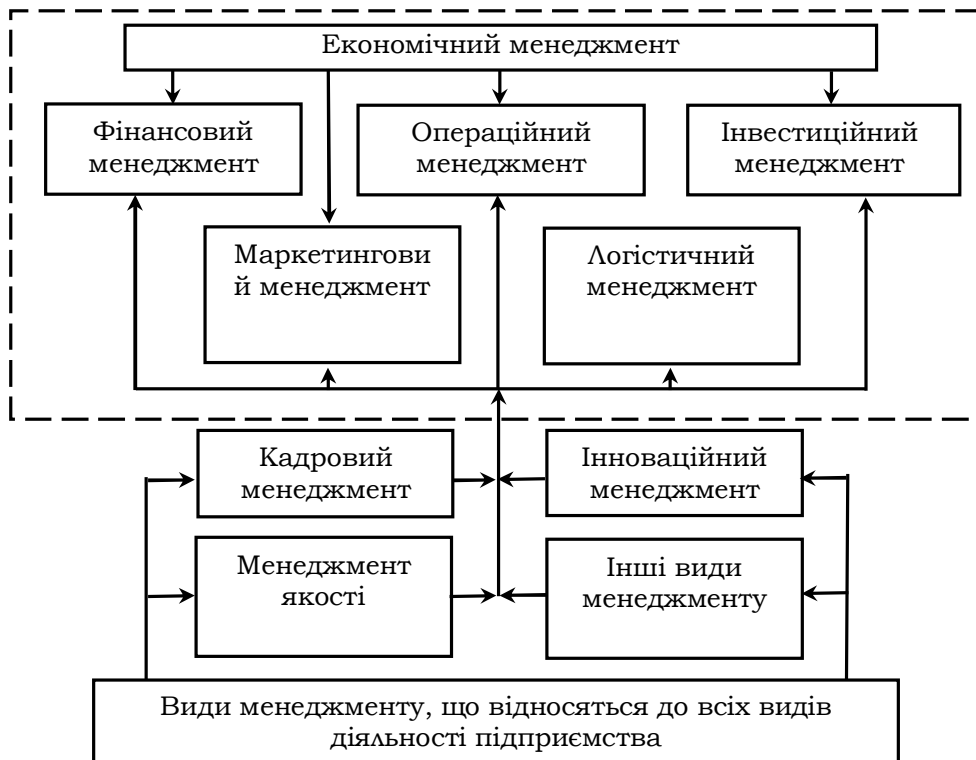 Економічний менеджмент
Фінансовий
менеджмент
Операційний
менеджмент
Інвестиційний
менеджмент
Маркетингови
й менеджмент
Логістичний
менеджмент
Кадровий
менеджмент
Інноваційний
менеджмент
Менеджмент
якості
Інші види
менеджменту
Види менеджменту, що відносяться до всіх видів
діяльності підприємства